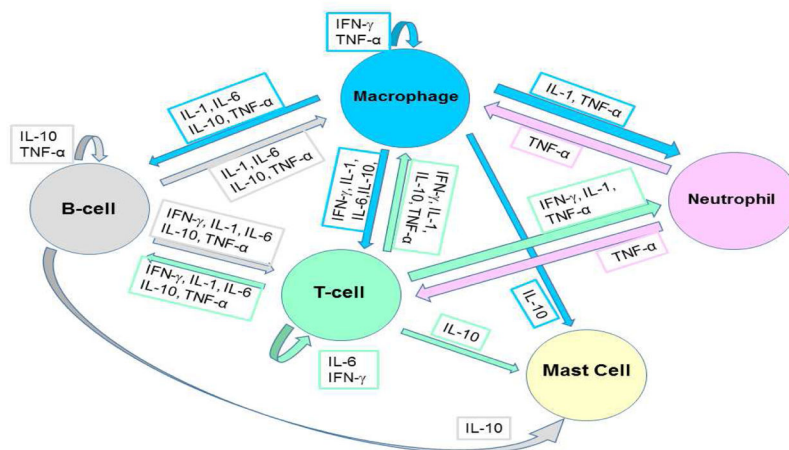 IFN-γ
TNF-α
Macrophage
IL-1, IL-6
IL-10, TNF-α
IL-1, TNF-α
TNF-α
IL-10
TNF-α
IL-1, IL-6
IL-10, TNF-α
B-cell
IFN-γ, IL-1,
IL-6, IL-10,
IFN-γ, IL-1,
IL-10, TNF-α
IFN-γ, IL-1,
TNF-α
Neutrophil
IFN-γ, IL-1, IL-6
IL-10, TNF-α
TNF-α
IFN-γ, IL-1, IL-6
IL-10, TNF-α
T-cell
IL-10
IL-10
IL-6
IFN-γ
Mast Cell
IL-10